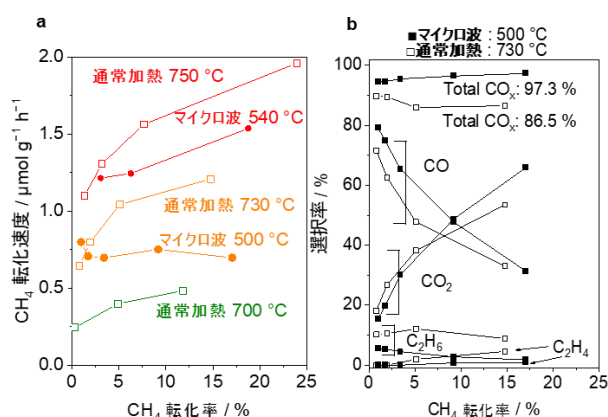 a
CH4 転化速度 / μmol g⁻¹ h⁻¹
2.0
1.5
1.0
0.5
0.0
通常加熱 750 °C
マイクロ波 540 °C
通常加熱 730 °C
マイクロ波 500 °C
通常加熱 700 °C
0 5 10 15 20 25
CH4 転化率 / %
b
■マイクロ波 : 500 °C
□通常加熱 : 730 °C
選択率 / %
100
80
60
40
20
0
Total COx: 97.3 %
Total COx: 86.5 %
CO
CO2
C2H6
C2H4
0 5 10 15 20 25
CH4 転化率 / %